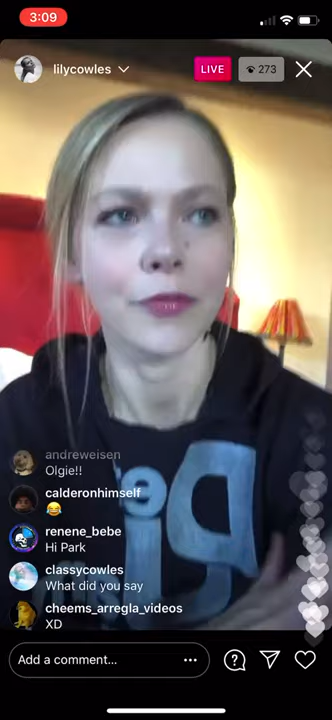 3:09
lilycowles
LIVE
273
andreweisen
Olgie!!
calderonhimself
😂
renene_bebe
Hi Park
classycowles
What did you say
cheems_arregla_videos
XD
Add a comment...